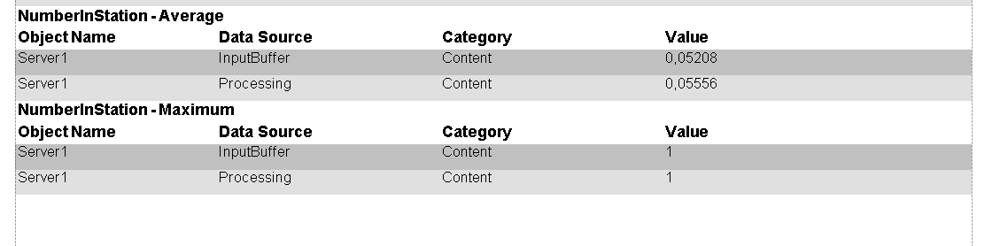 NumberInStation - Average
Object Name Data Source Category Value
Server1 InputBuffer Content 0,05208
Server1 Processing Content 0,05556
NumberInStation - Maximum
Object Name Data Source Category Value
Server1 InputBuffer Content 1
Server1 Processing Content 1